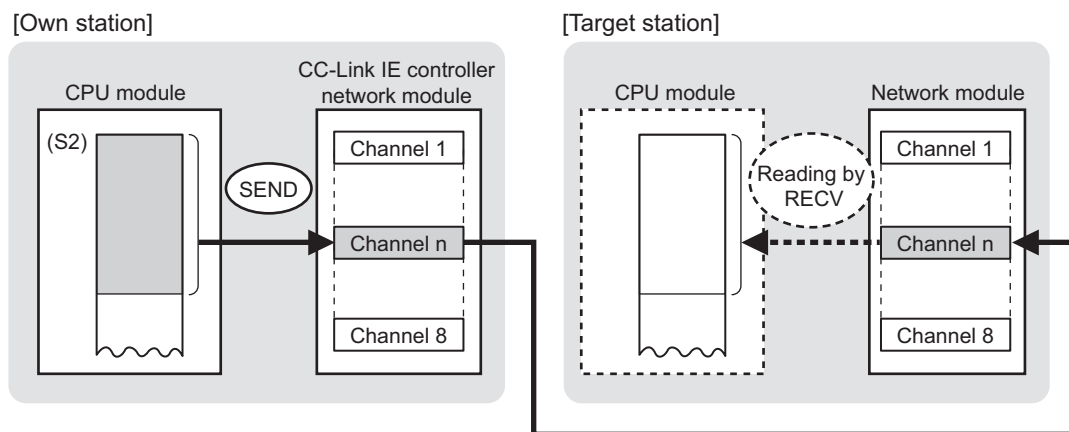 [Own station]
CPU module
(S2)
SEND
CC-Link IE controller
network module
Channel 1
Channel n
Channel 8
[Target station]
CPU module
Reading by
RECV
Network module
Channel 1
Channel n
Channel 8